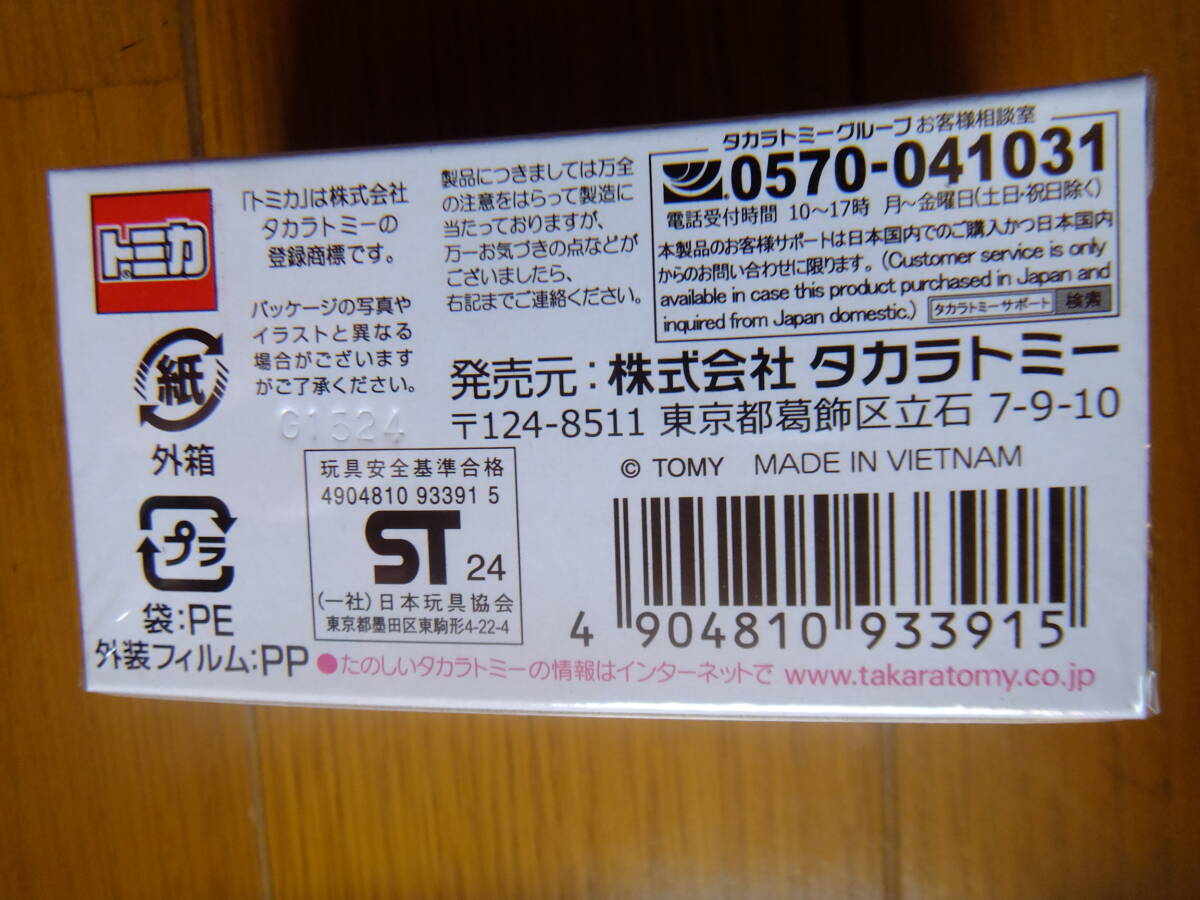 トミカ
「トミカ」は株式会社
タカラトミーの
登録商標です。
パッケージの写真や
イラストと異なる
場合がございます
がご了承ください。
G1524
製品につきましては万全
の注意をはらって製造に
当たっておりますが、
万一お気づきの点などが
ございましたら、
右記までご連絡ください。
タカラトミーグループ お客様相談室
0570-041031
電話受付時間 10～17時 月～金曜日(土日・祝日除く)
本製品のお客様サポートは日本国内でのご購入かつ日本国内
からのお問い合わせに限ります。(Customer service is only
available in case this product purchased in Japan and
inquired from Japan domestic.) タカラトミーサポート 検索
発売元：株式会社 タカラトミー
〒124-8511 東京都葛飾区立石 7-9-10
© TOMY MADE IN VIETNAM
紙
外箱
プラ
袋:PE
外装フィルム:PP
玩具安全基準合格
4904810 93391 5
ST 24
(一社)日本玩具協会
東京都墨田区東駒形4-22-4
4 904810 933915
●たのしいタカラトミーの情報はインターネットで www.takaratomy.co.jp